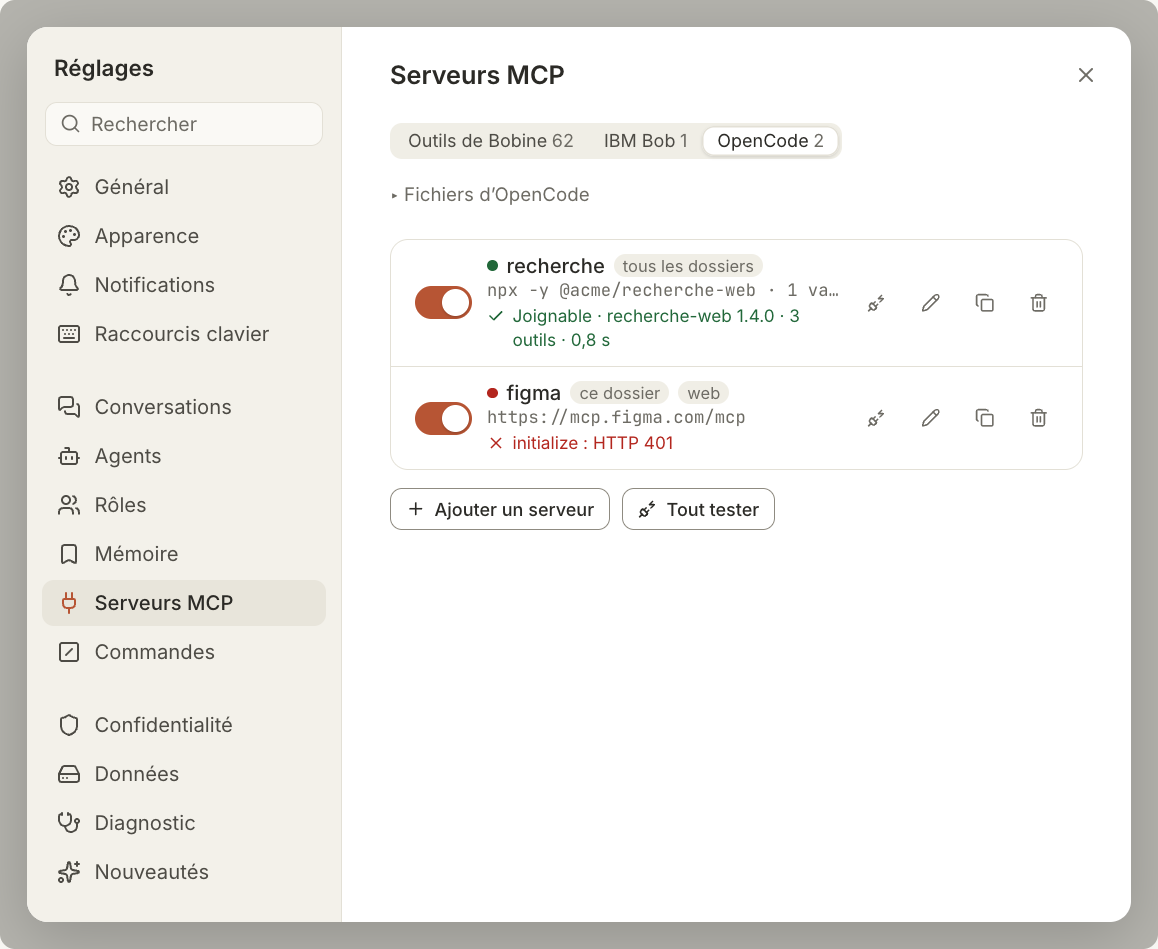 Réglages
Rechercher
Général
Apparence
Notifications
Raccourcis clavier
Conversations
Agents
Rôles
Mémoire
Serveurs MCP
Commandes
Confidentialité
Données
Diagnostic
Nouveautés
Serveurs MCP
Outils de Bobine 62 IBM Bob 1 OpenCode 2
Fichiers d’OpenCode
recherche tous les dossiers
npx -y @acme/recherche-web · 1 va…
Joignable · recherche-web 1.4.0 · 3
outils · 0,8 s
figma ce dossier web
https://mcp.figma.com/mcp
initialize : HTTP 401
Ajouter un serveur Tout tester